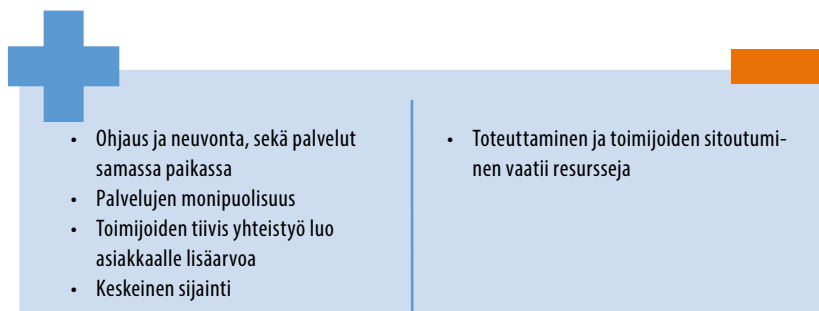 • Ohjaus ja neuvonta, sekä palvelut
samassa paikassa
• Palvelujen monipuolisuus
• Toimijoiden tiivis yhteistyö luo
asiakkaalle lisäarvoa
• Keskeinen sijainti
• Toteuttaminen ja toimijoiden sitoutumi-
nen vaatii resursseja